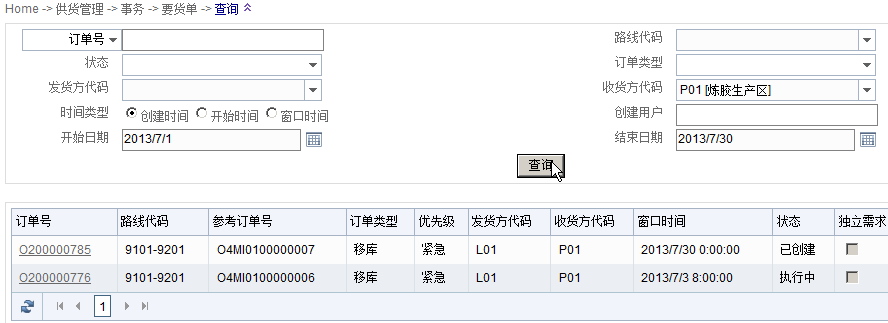 Home -> 供货管理 -> 事务 -> 要货单 -> 查询
订单号 路线代码
状态 订单类型
发货方代码 收货方代码 P01 [炼胶生产区]
时间类型 创建时间 开始时间 窗口时间 创建用户
开始日期 2013/7/1 结束日期 2013/7/30
查询
订单号 路线代码 参考订单号 订单类型 优先级 发货方代码 收货方代码 窗口时间 状态 独立需求
O200000785 9101-9201 O4MI0100000007 移库 紧急 L01 P01 2013/7/30 0:00:00 已创建
O200000776 9101-9201 O4MI0100000006 移库 紧急 L01 P01 2013/7/3 8:00:00 执行中
1